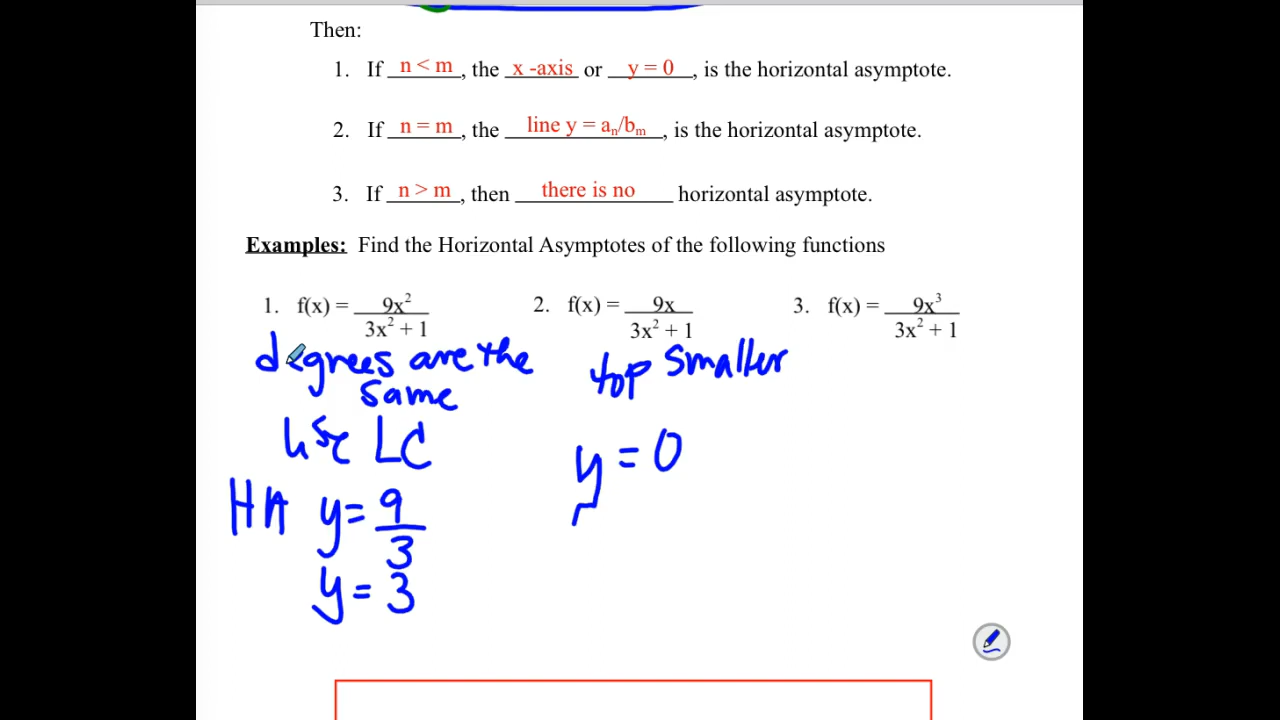 Then:
1. If n < m, the x -axis or y = 0, is the horizontal asymptote.
2. If n = m, the line y = aₙ/bₘ, is the horizontal asymptote.
3. If n > m, then there is no horizontal asymptote.
Examples: Find the Horizontal Asymptotes of the following functions
1. f(x) = 9x² / 3x² + 1
2. f(x) = 9x / 3x² + 1
3. f(x) = 9x³ / 3x² + 1
degrees are the
same
use LC
HA y = 9/3
y = 3
top smaller
y = 0